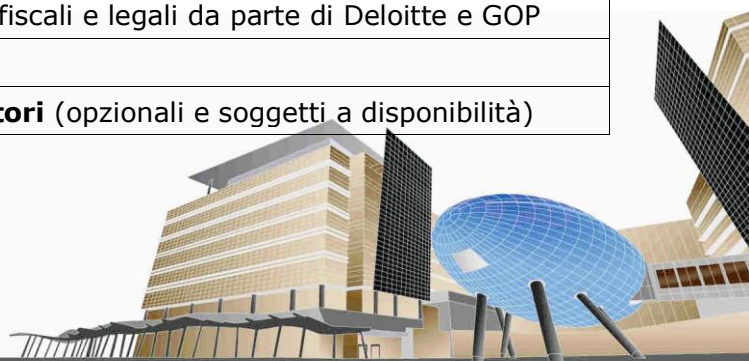 fiscali e legali da parte di Deloitte e GOP
tori (opzionali e soggetti a disponibilità)